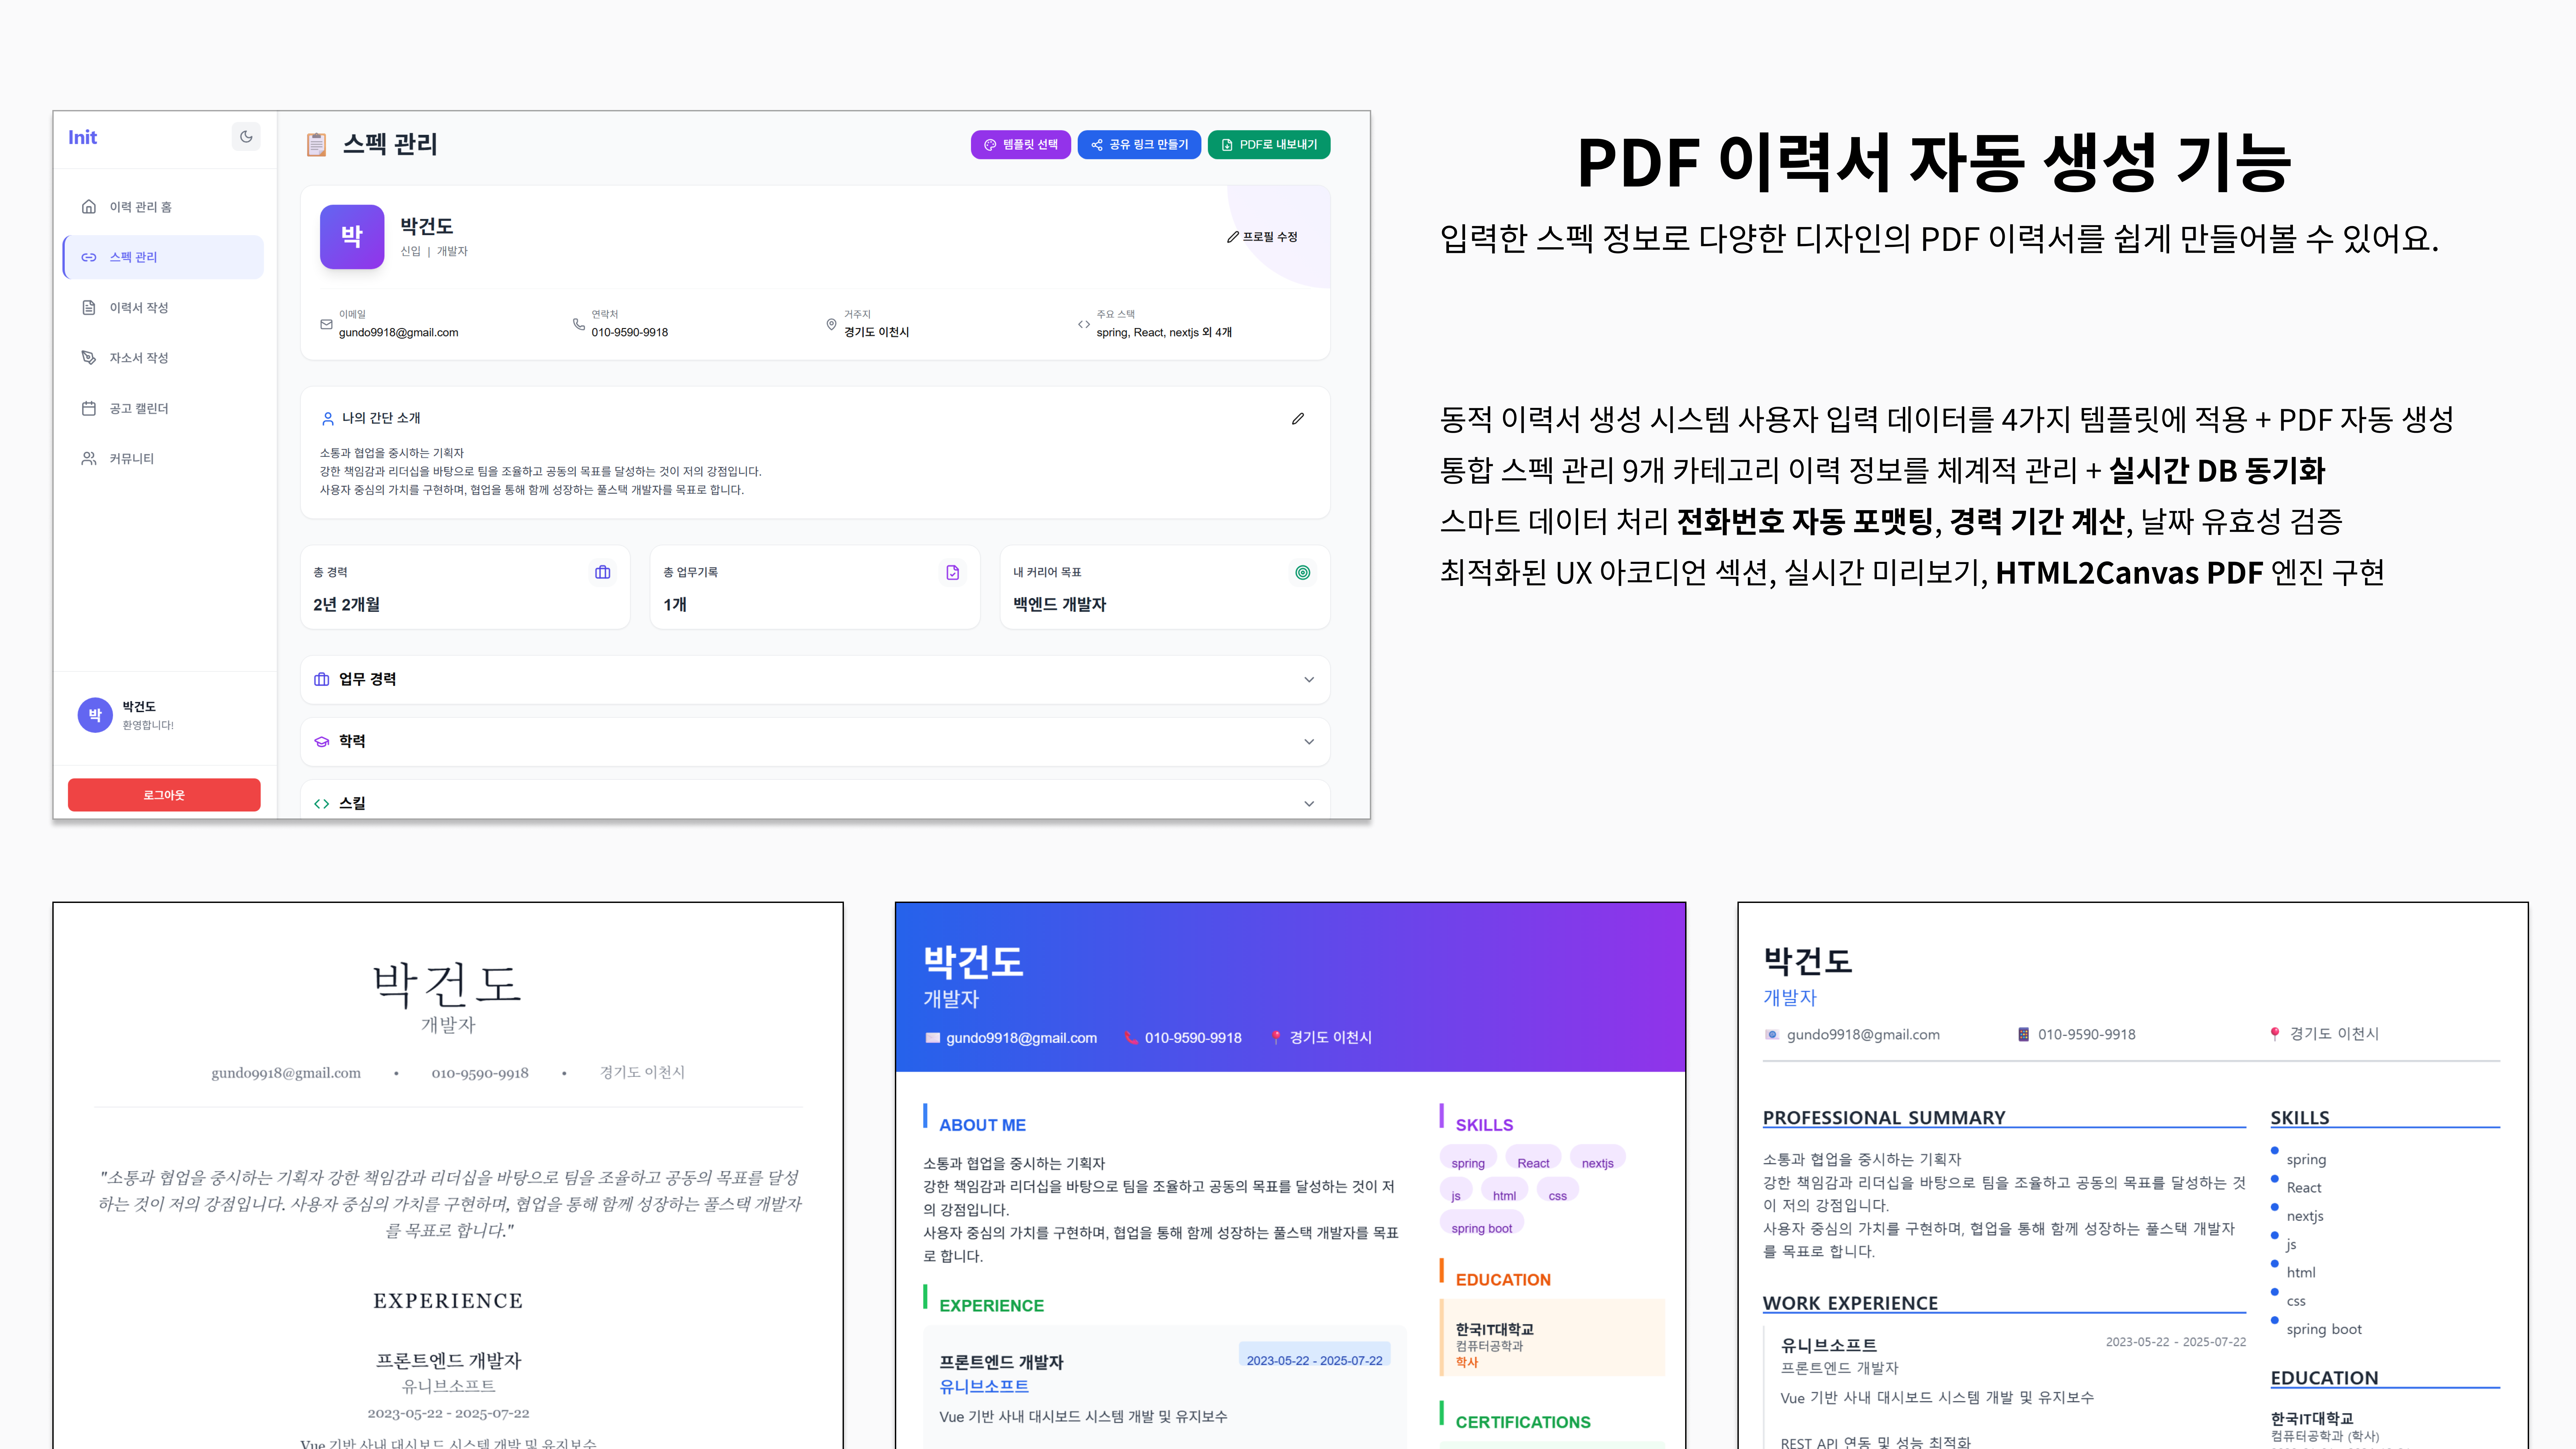 Init
이력 관리 홈
스펙 관리
이력서 작성
자소서 작성
공고 캘린더
커뮤니티
박
박건도
환영합니다!
로그아웃
스펙 관리
템플릿 선택
공유 링크 만들기
PDF로 내보내기
박
박건도
신입 | 개발자
프로필 수정
이메일
gundo9918@gmail.com
연락처
010-9590-9918
거주지
경기도 이천시
주요 스택
spring, React, nextjs 외 4개
나의 간단 소개
소통과 협업을 중시하는 기획자
강한 책임감과 리더십을 바탕으로 팀을 조율하고 공동의 목표를 달성하는 것이 저의 강점입니다.
사용자 중심의 가치를 구현하며, 협업을 통해 함께 성장하는 풀스택 개발자를 목표로 합니다.
총 경력
2년 2개월
총 업무기록
1개
내 커리어 목표
백엔드 개발자
업무 경력
학력
스킬
PDF 이력서 자동 생성 기능
입력한 스펙 정보로 다양한 디자인의 PDF 이력서를 쉽게 만들어볼 수 있어요.
동적 이력서 생성 시스템 사용자 입력 데이터를 4가지 템플릿에 적용 + PDF 자동 생성
통합 스펙 관리 9개 카테고리 이력 정보를 체계적 관리 + 실시간 DB 동기화
스마트 데이터 처리 전화번호 자동 포맷팅, 경력 기간 계산, 날짜 유효성 검증
최적화된 UX 아코디언 섹션, 실시간 미리보기, HTML2Canvas PDF 엔진 구현
박건도
개발자
gundo9918@gmail.com • 010-9590-9918 • 경기도 이천시
"소통과 협업을 중시하는 기획자 강한 책임감과 리더십을 바탕으로 팀을 조율하고 공동의 목표를 달성
하는 것이 저의 강점입니다. 사용자 중심의 가치를 구현하며, 협업을 통해 함께 성장하는 풀스택 개발자
를 목표로 합니다."
EXPERIENCE
프론트엔드 개발자
유니브소프트
2023-05-22 - 2025-07-22
Vue 기반 사내 대시보드 시스템 개발 및 유지보수
박건도
개발자
gundo9918@gmail.com 010-9590-9918 경기도 이천시
ABOUT ME
소통과 협업을 중시하는 기획자
강한 책임감과 리더십을 바탕으로 팀을 조율하고 공동의 목표를 달성하는 것이 저
의 강점입니다.
사용자 중심의 가치를 구현하며, 협업을 통해 함께 성장하는 풀스택 개발자를 목표
로 합니다.
EXPERIENCE
프론트엔드 개발자
2023-05-22 - 2025-07-22
유니브소프트
Vue 기반 사내 대시보드 시스템 개발 및 유지보수
SKILLS
spring React nextjs
js html css
spring boot
EDUCATION
한국IT대학교
컴퓨터공학과
학사
CERTIFICATIONS
박건도
개발자
gundo9918@gmail.com 010-9590-9918 경기도 이천시
PROFESSIONAL SUMMARY
소통과 협업을 중시하는 기획자
강한 책임감과 리더십을 바탕으로 팀을 조율하고 공동의 목표를 달성하는 것
이 저의 강점입니다.
사용자 중심의 가치를 구현하며, 협업을 통해 함께 성장하는 풀스택 개발자
를 목표로 합니다.
WORK EXPERIENCE
유니브소프트
2023-05-22 - 2025-07-22
프론트엔드 개발자
Vue 기반 사내 대시보드 시스템 개발 및 유지보수
REST API 연동 및 성능 최적화
SKILLS
spring
React
nextjs
js
html
css
spring boot
EDUCATION
한국IT대학교
컴퓨터공학과 (학사)